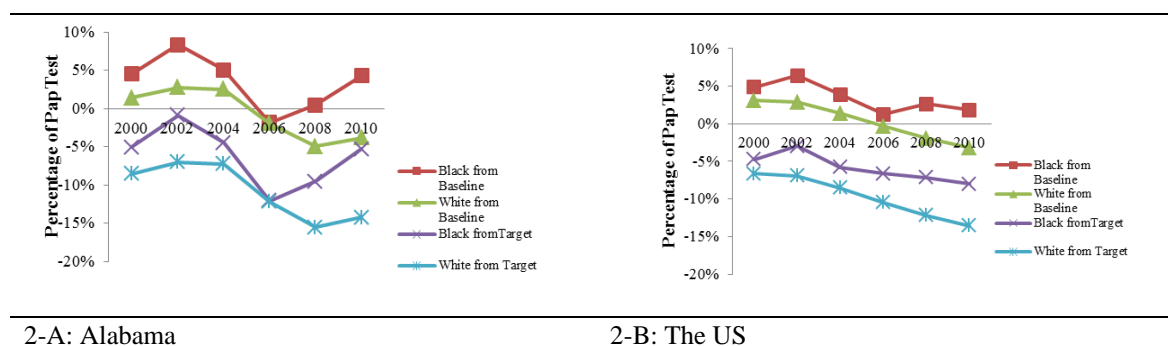 Percentage of Pap Test
10%
5%
0%
-5%
-10%
-15%
-20%
2000 2002 2004 2006 2008 2010
Black from
Baseline
White from
Baseline
Black fromTarget
White from Target
2-A: Alabama
Percentage of Pap Test
10%
5%
0%
-5%
-10%
-15%
-20%
2000 2002 2004 2006 2008 2010
Black from
Baseline
White from
Baseline
Black fromTarget
White from Target
2-B: The US